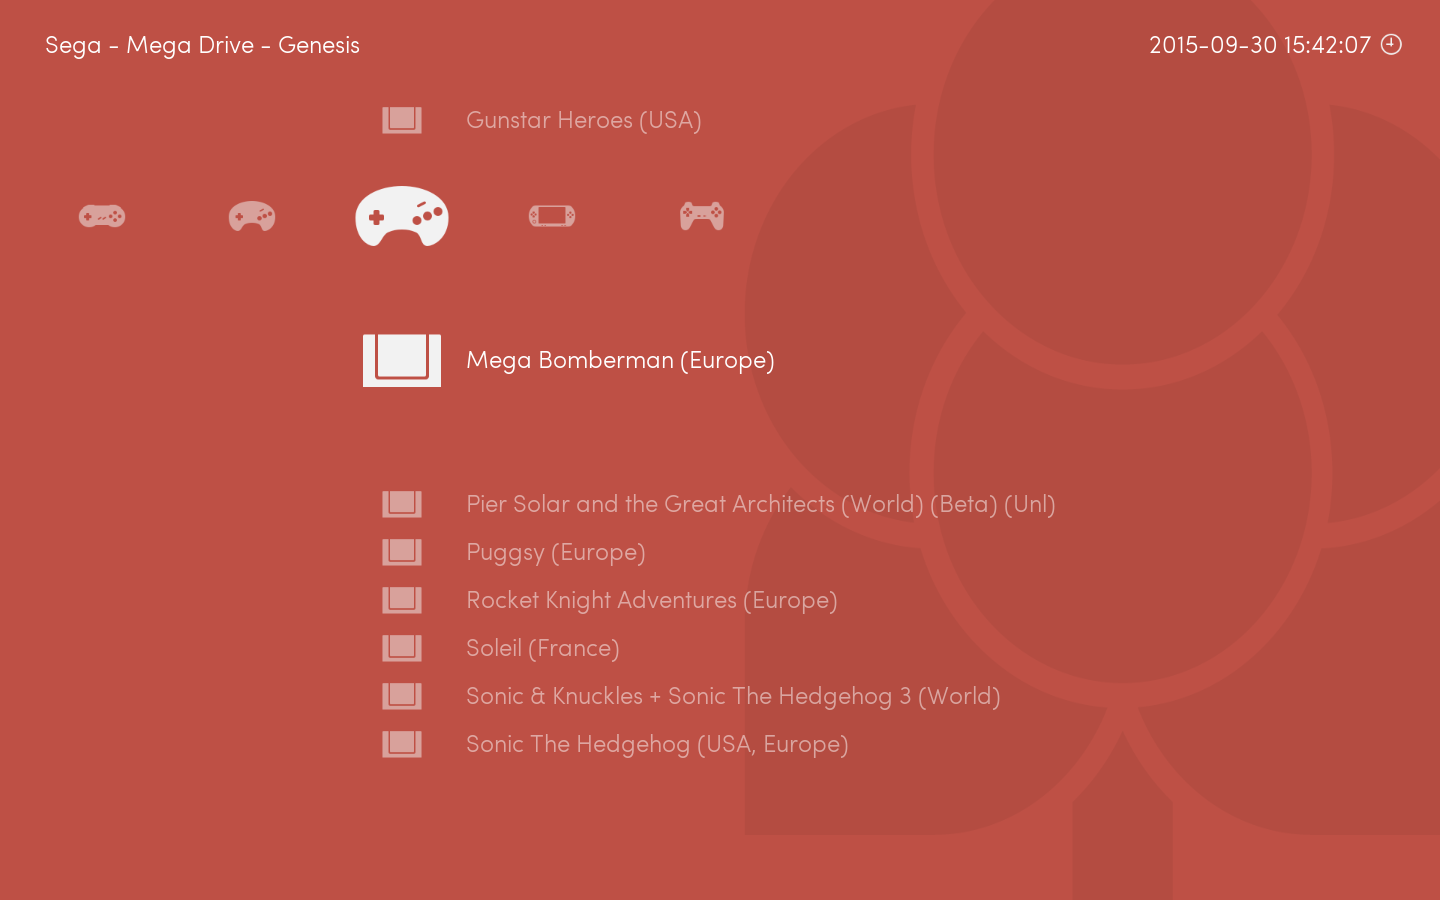 Sega - Mega Drive - Genesis
2015-09-30 15:42:07
Gunstar Heroes (USA)
Mega Bomberman (Europe)
Pier Solar and the Great Architects (World) (Beta) (Unl)
Puggsy (Europe)
Rocket Knight Adventures (Europe)
Soleil (France)
Sonic & Knuckles + Sonic The Hedgehog 3 (World)
Sonic The Hedgehog (USA, Europe)